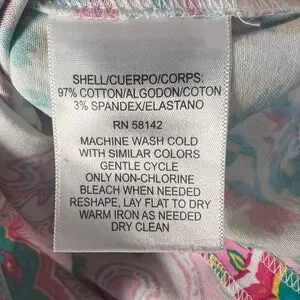 SHELL/CUERPO/CORPS:
97% COTTON/ALGODON/COTON
3% SPANDEX/ELASTANO
RN 58142
MACHINE WASH COLD
WITH SIMILAR COLORS
GENTLE CYCLE
ONLY NON-CHLORINE
BLEACH WHEN NEEDED
RESHAPE, LAY FLAT TO DRY
WARM IRON AS NEEDED
DRY CLEAN